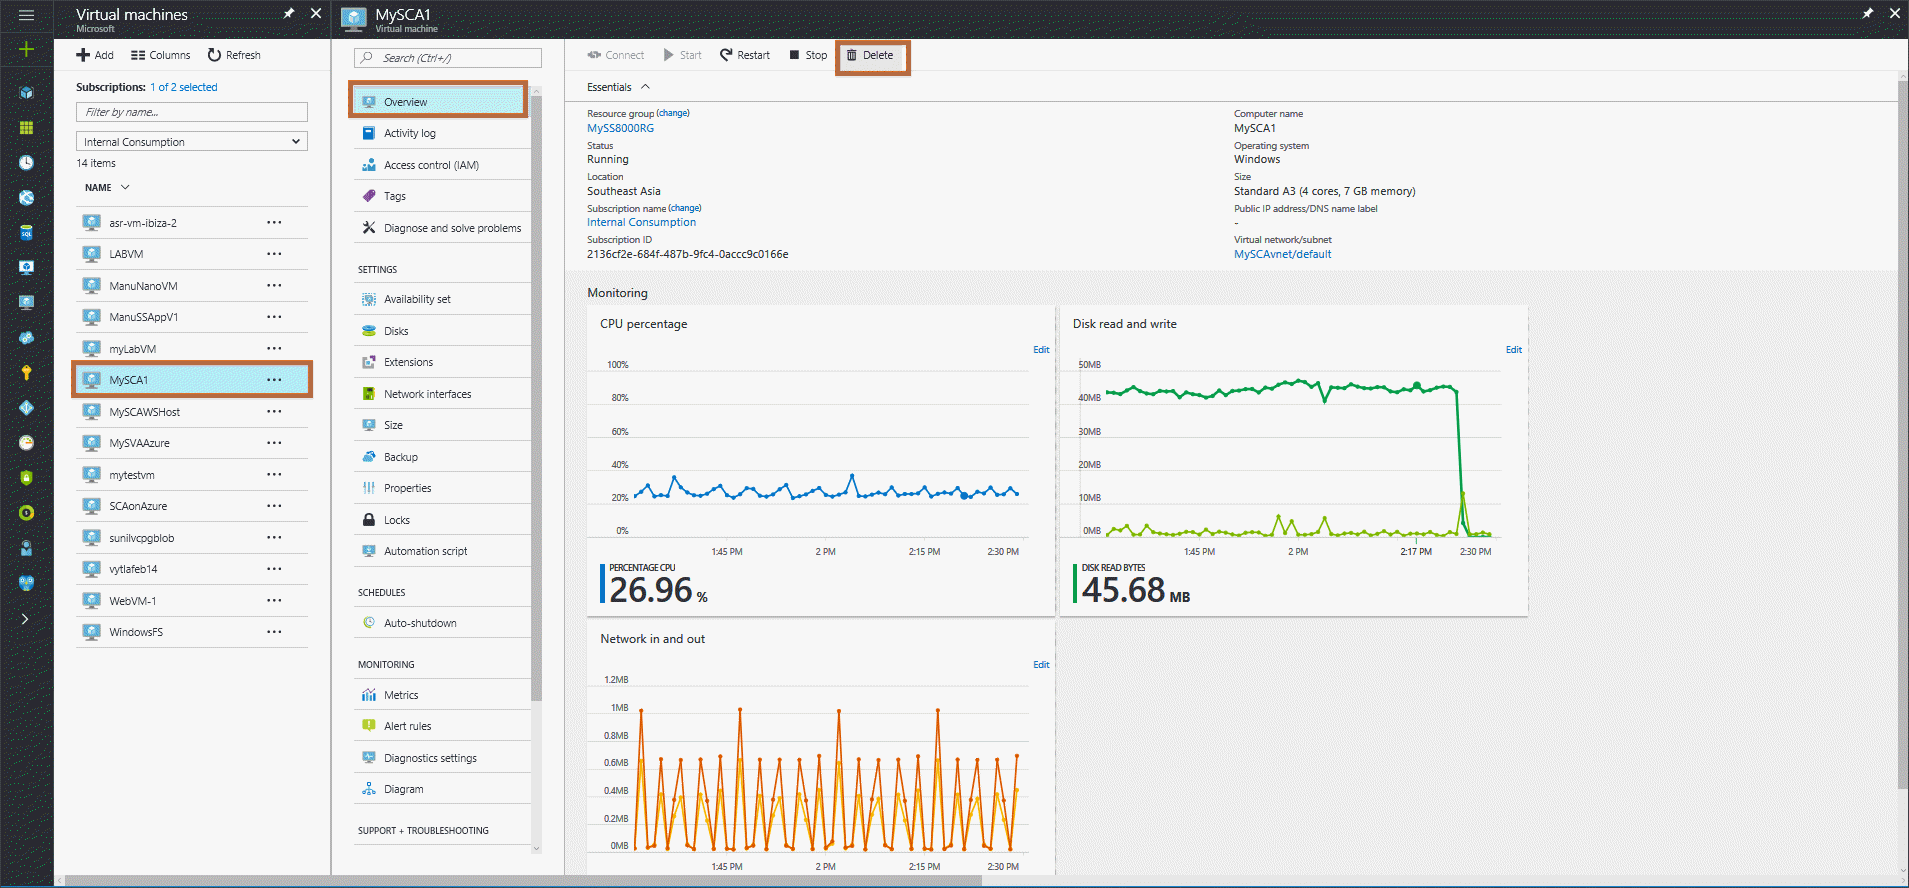 Virtual machines
Microsoft
Add
Columns
Refresh
Subscriptions: 1 of 2 selected
Filter by name...
Internal Consumption
14 items
NAME
asr-vm-ibiza-2
LABVM
ManuNanoVM
ManuSSAppV1
myLabVM
MySCA1
MySCAWSHost
MySVAAzure
mytestvm
SCAonAzure
sunilvcpgblob
vytlafeb14
WebVM-1
WindowsFS
MySCA1
Virtual machine
Search (Ctrl+/)
Overview
Activity log
Access control (IAM)
Tags
Diagnose and solve problems
SETTINGS
Availability set
Disks
Extensions
Network interfaces
Size
Backup
Properties
Locks
Automation script
SCHEDULES
Auto-shutdown
MONITORING
Metrics
Alert rules
Diagnostics settings
Diagram
SUPPORT + TROUBLESHOOTING
Connect
Start
Restart
Stop
Delete
Essentials
Resource group (change)
MySS8000RG
Status
Running
Location
Southeast Asia
Subscription name (change)
Internal Consumption
Subscription ID
2136cf2e-684f-487b-9fc4-0accc9c0166e
Computer name
MySCA1
Operating system
Windows
Size
Standard A3 (4 cores, 7 GB memory)
Public IP address/DNS name label
-
Virtual network/subnet
MySCAvnet/default
Monitoring
CPU percentage
Edit
100%
80%
60%
40%
20%
0%
1:45 PM
2 PM
2:15 PM
2:30 PM
PERCENTAGE CPU
26.96 %
Disk read and write
Edit
50MB
40MB
30MB
20MB
10MB
0MB
1:45 PM
2 PM
2:17 PM
2:30 PM
DISK READ BYTES
45.68 MB
Network in and out
Edit
1.2MB
1MB
0.8MB
0.6MB
0.4MB
0.2MB
0MB
1:45 PM
2 PM
2:15 PM
2:30 PM